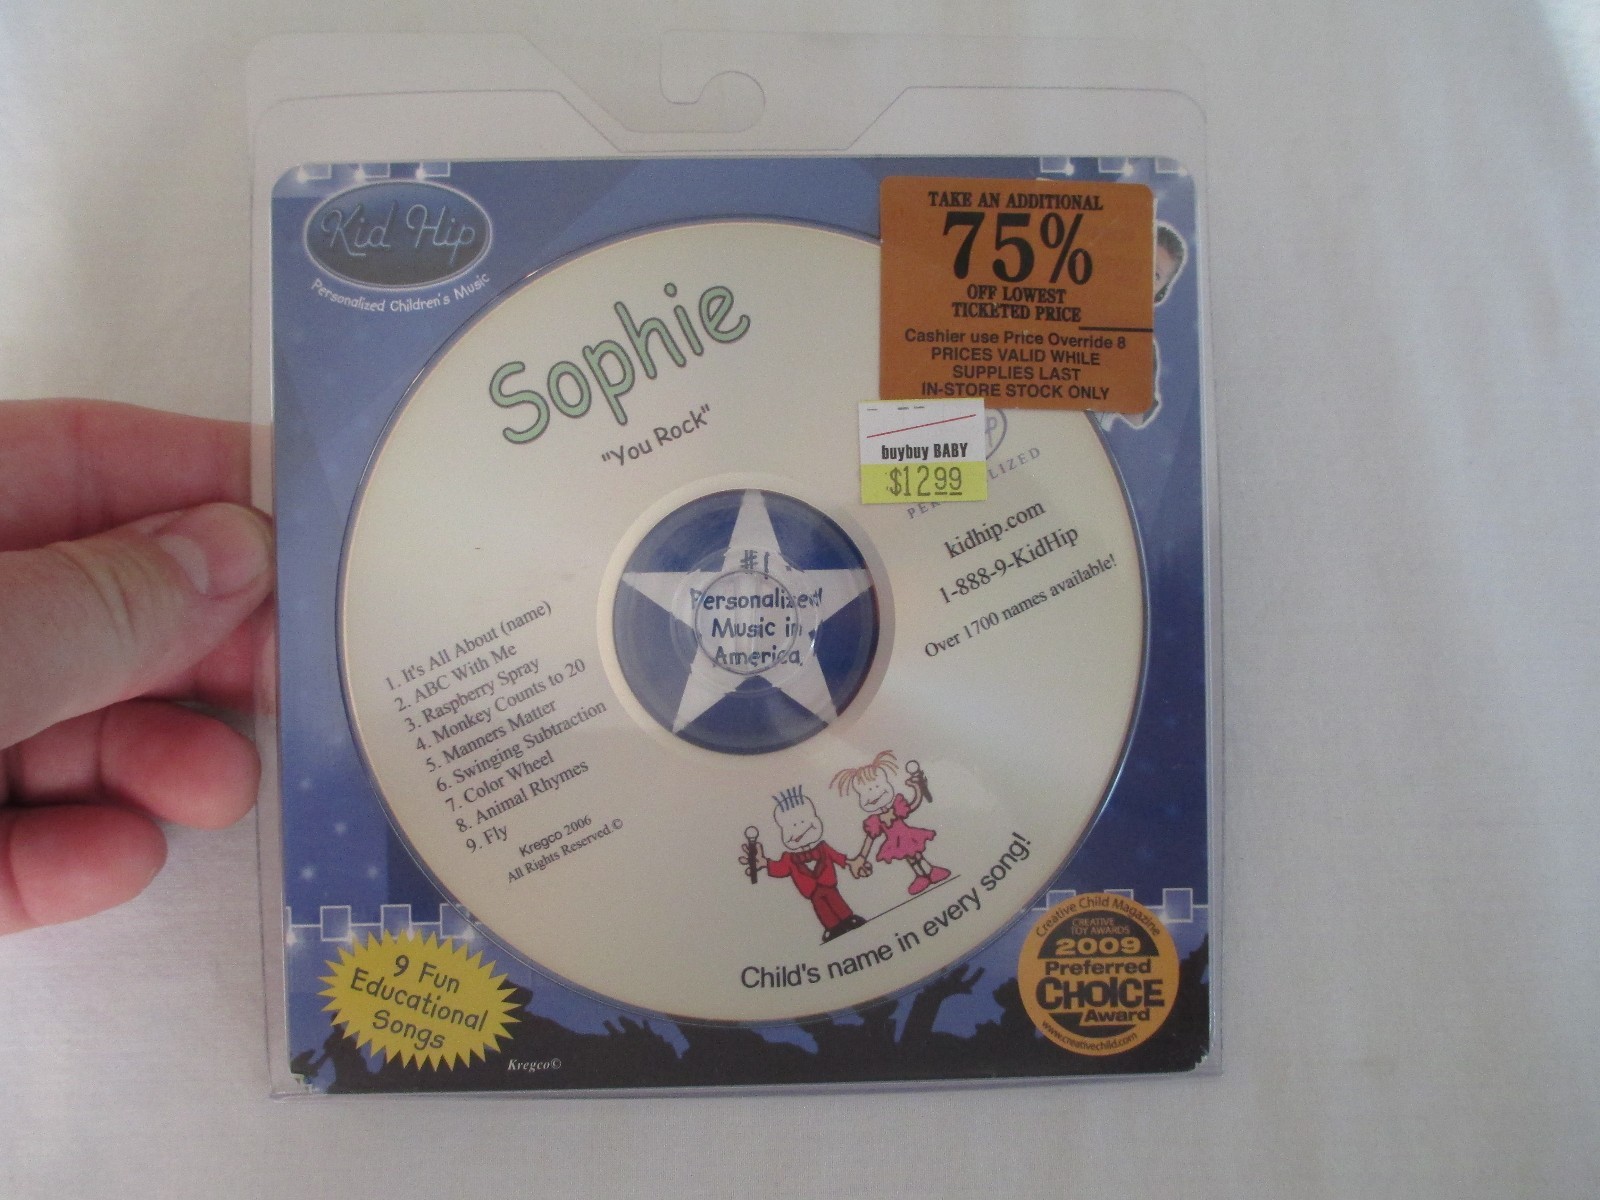 Kid Hip
Personalized Children's Music
TAKE AN ADDITIONAL
75%
OFF LOWEST
TICKETED PRICE
Cashier use Price Override 8
PRICES VALID WHILE
SUPPLIES LAST
IN-STORE STOCK ONLY
buybuy BABY
$12.99
Sophie
"You Rock"
kidhip.com
1-888-9-KidHip
Over 1700 names available!
#1
Personalized
Music in
America
1. It's All About (name)
2. ABC With Me
3. Raspberry Spray
4. Monkey Counts to 20
5. Manners Matter
6. Swinging Subtraction
7. Color Wheel
8. Animal Rhymes
9. Fly
Kregco 2006
All Rights Reserved.©
Child's name in every song!
9 Fun
Educational
Songs
Kregco©
Creative Child Magazine
CREATIVE
TOY AWARDS
2009
Preferred
CHOICE
Award
www.creativechild.com